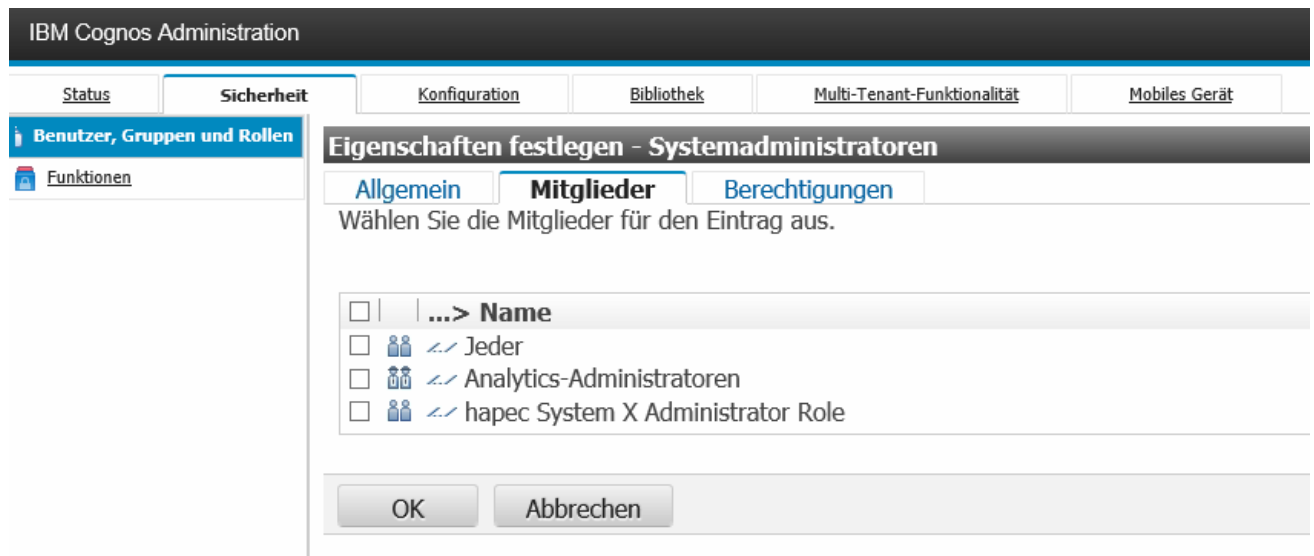 IBM Cognos Administration
Status Sicherheit Konfiguration Bibliothek Multi-Tenant-Funktionalität Mobiles Gerät
Benutzer, Gruppen und Rollen
Funktionen
Eigenschaften festlegen - Systemadministratoren
Allgemein Mitglieder Berechtigungen
Wählen Sie die Mitglieder für den Eintrag aus.
...> Name
Jeder
Analytics-Administratoren
hapec System X Administrator Role
OK Abbrechen